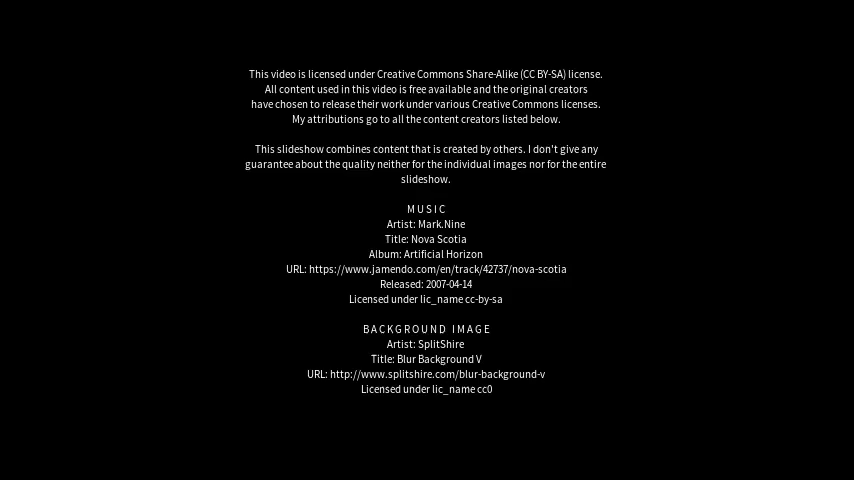 This video is licensed under Creative Commons Share-Alike (CC BY-SA) license.
All content used in this video is free available and the original creators
have chosen to release their work under various Creative Commons licenses.
My attributions go to all the content creators listed below.
This slideshow combines content that is created by others. I don't give any
guarantee about the quality neither for the individual images nor for the entire
slideshow.
MUSIC
Artist: Mark.Nine
Title: Nova Scotia
Album: Artificial Horizon
URL: https://www.jamendo.com/en/track/42737/nova-scotia
Released: 2007-04-14
Licensed under lic_name cc-by-sa
BACKGROUND IMAGE
Artist: SplitShire
Title: Blur Background V
URL: http://www.splitshire.com/blur-background-v
Licensed under lic_name cc0